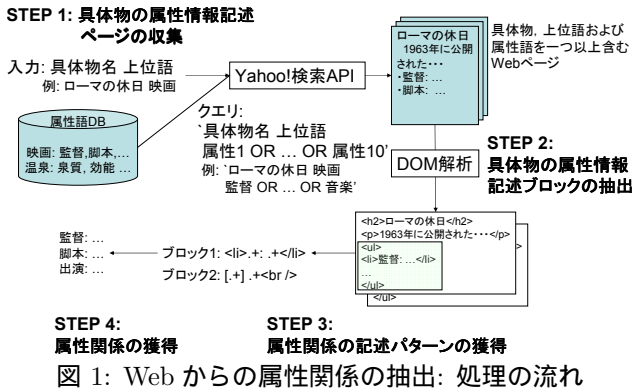 STEP 1: 具体物の属性情報記述
ページの収集
入力: 具体物名 上位語
例: ローマの休日 映画
属性語DB
映画: 監督,脚本,…
温泉: 泉質, 効能 …
Yahoo!検索API
クエリ:
`具体物名 上位語
属性1 OR … OR 属性10’
例: `ローマの休日 映画
監督 OR … OR 音楽’
ローマの休日
1963年に公開
された・・・
・監督: …
・脚本: …
具体物, 上位語および
属性語を一つ以上含む
Webページ
STEP 2:
具体物の属性情報
記述ブロックの抽出
DOM解析
<h2>ローマの休日</h2>
<p>1963年に公開された・・・</p>
<ul>
<li>監督: …</li>
…
</ul>
</ul>
>
ブロック1: <li>.+: .+</li>
ブロック2: [.+] .+<br />
監督: …
脚本: …
出演: …
STEP 4:
属性関係の獲得
STEP 3:
属性関係の記述パターンの獲得
図 1: Web からの属性関係の抽出: 処理の流れ